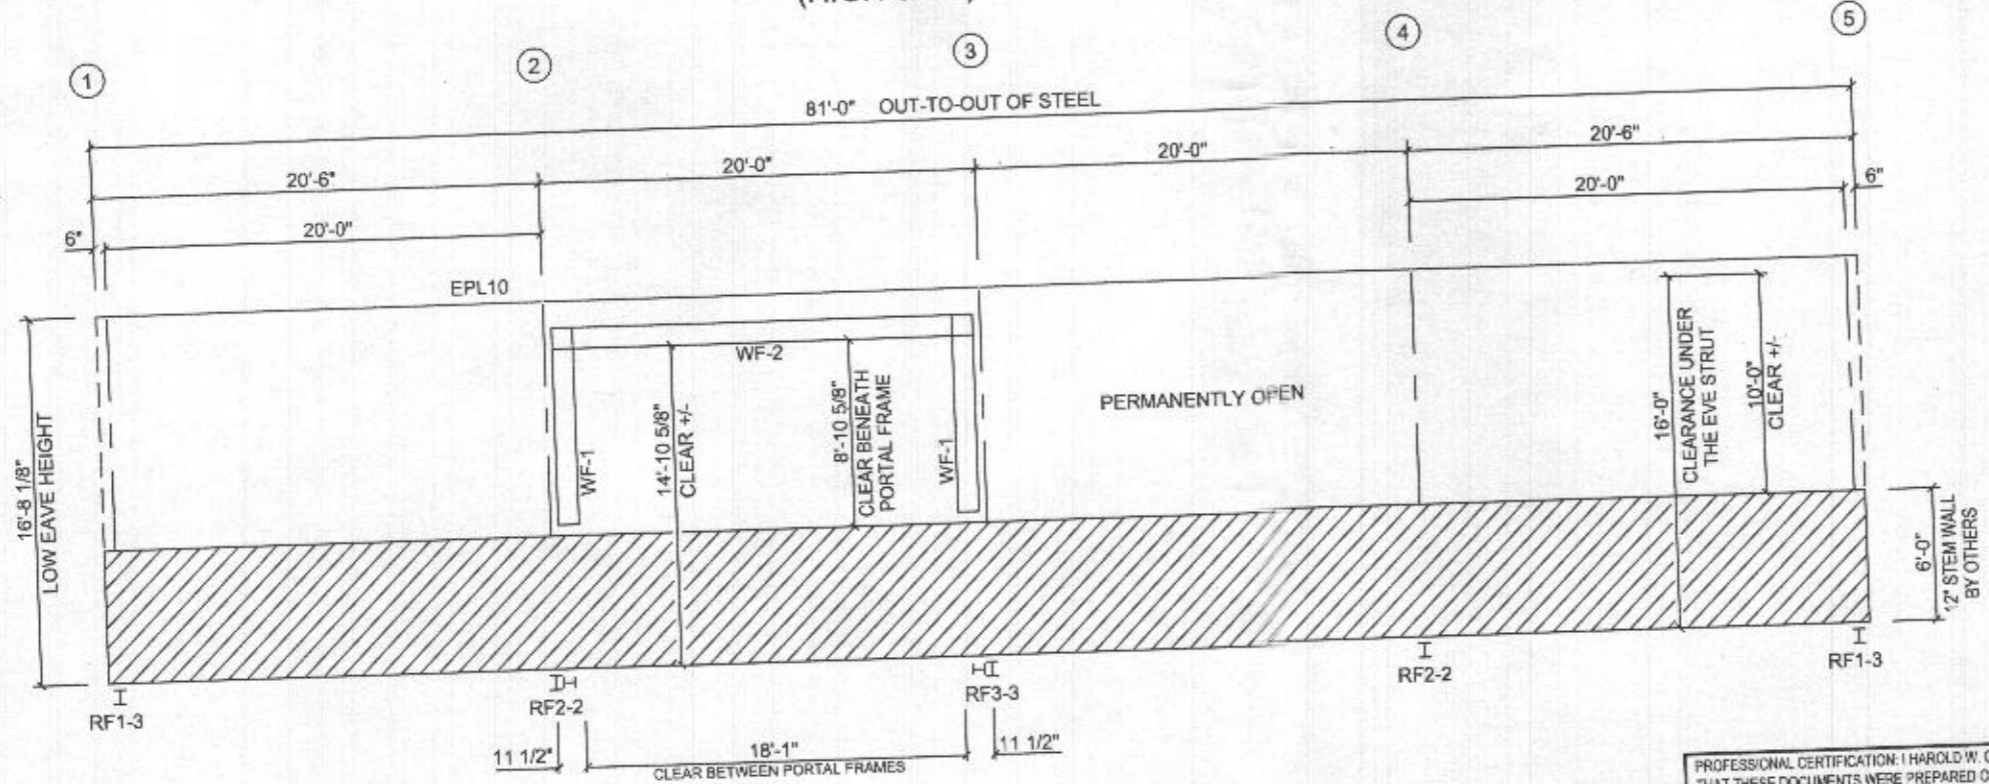 1
2
3
4
5
81'-0" OUT-TO-OUT OF STEEL
20'-6"
20'-0"
20'-0"
20'-6"
6"
20'-0"
20'-0"
6"
EPL10
16'-8 1/8"
LOW EAVE HEIGHT
WF-1
WF-2
14'-10 5/8"
CLEAR +/-
8'-10 5/8"
CLEAR BENEATH
PORTAL FRAME
WF-1
PERMANENTLY OPEN
16'-0"
CLEARANCE UNDER
THE EVE STRUT
10'-0"
CLEAR +/-
6'-0"
12" STEM WALL
BY OTHERS
RF1-3
RF2-2
RF3-3
RF2-2
RF1-3
11 1/2"
18'-1"
CLEAR BETWEEN PORTAL FRAMES
11 1/2"
PROFESSIONAL CERTIFICATION: I HAROLD W.
THAT THESE DOCUMENTS WERE PREPARED